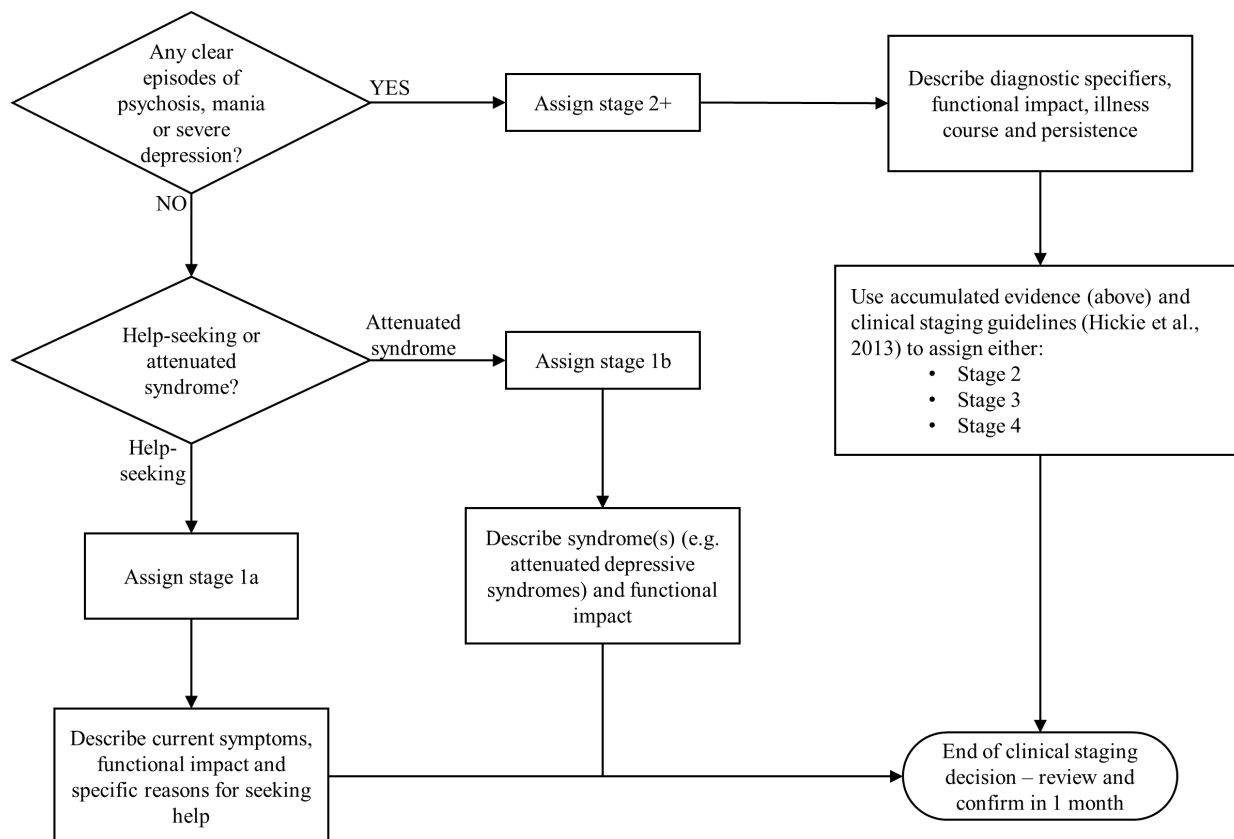 Any clear
episodes of
psychosis, mania
or severe
depression?
YES
Assign stage 2+
Describe diagnostic specifiers,
functional impact, illness
course and persistence
NO
Help-seeking or
attenuated
syndrome?
Attenuated
syndrome
Assign stage 1b
Use accumulated evidence (above) and
clinical staging guidelines (Hickie et al.,
2013) to assign either:
• Stage 2
• Stage 3
• Stage 4
Help-
seeking
Assign stage 1a
Describe syndrome(s) (e.g.
attenuated depressive
syndromes) and functional
impact
Describe current symptoms,
functional impact and
specific reasons for seeking
help
End of clinical staging
decision – review and
confirm in 1 month